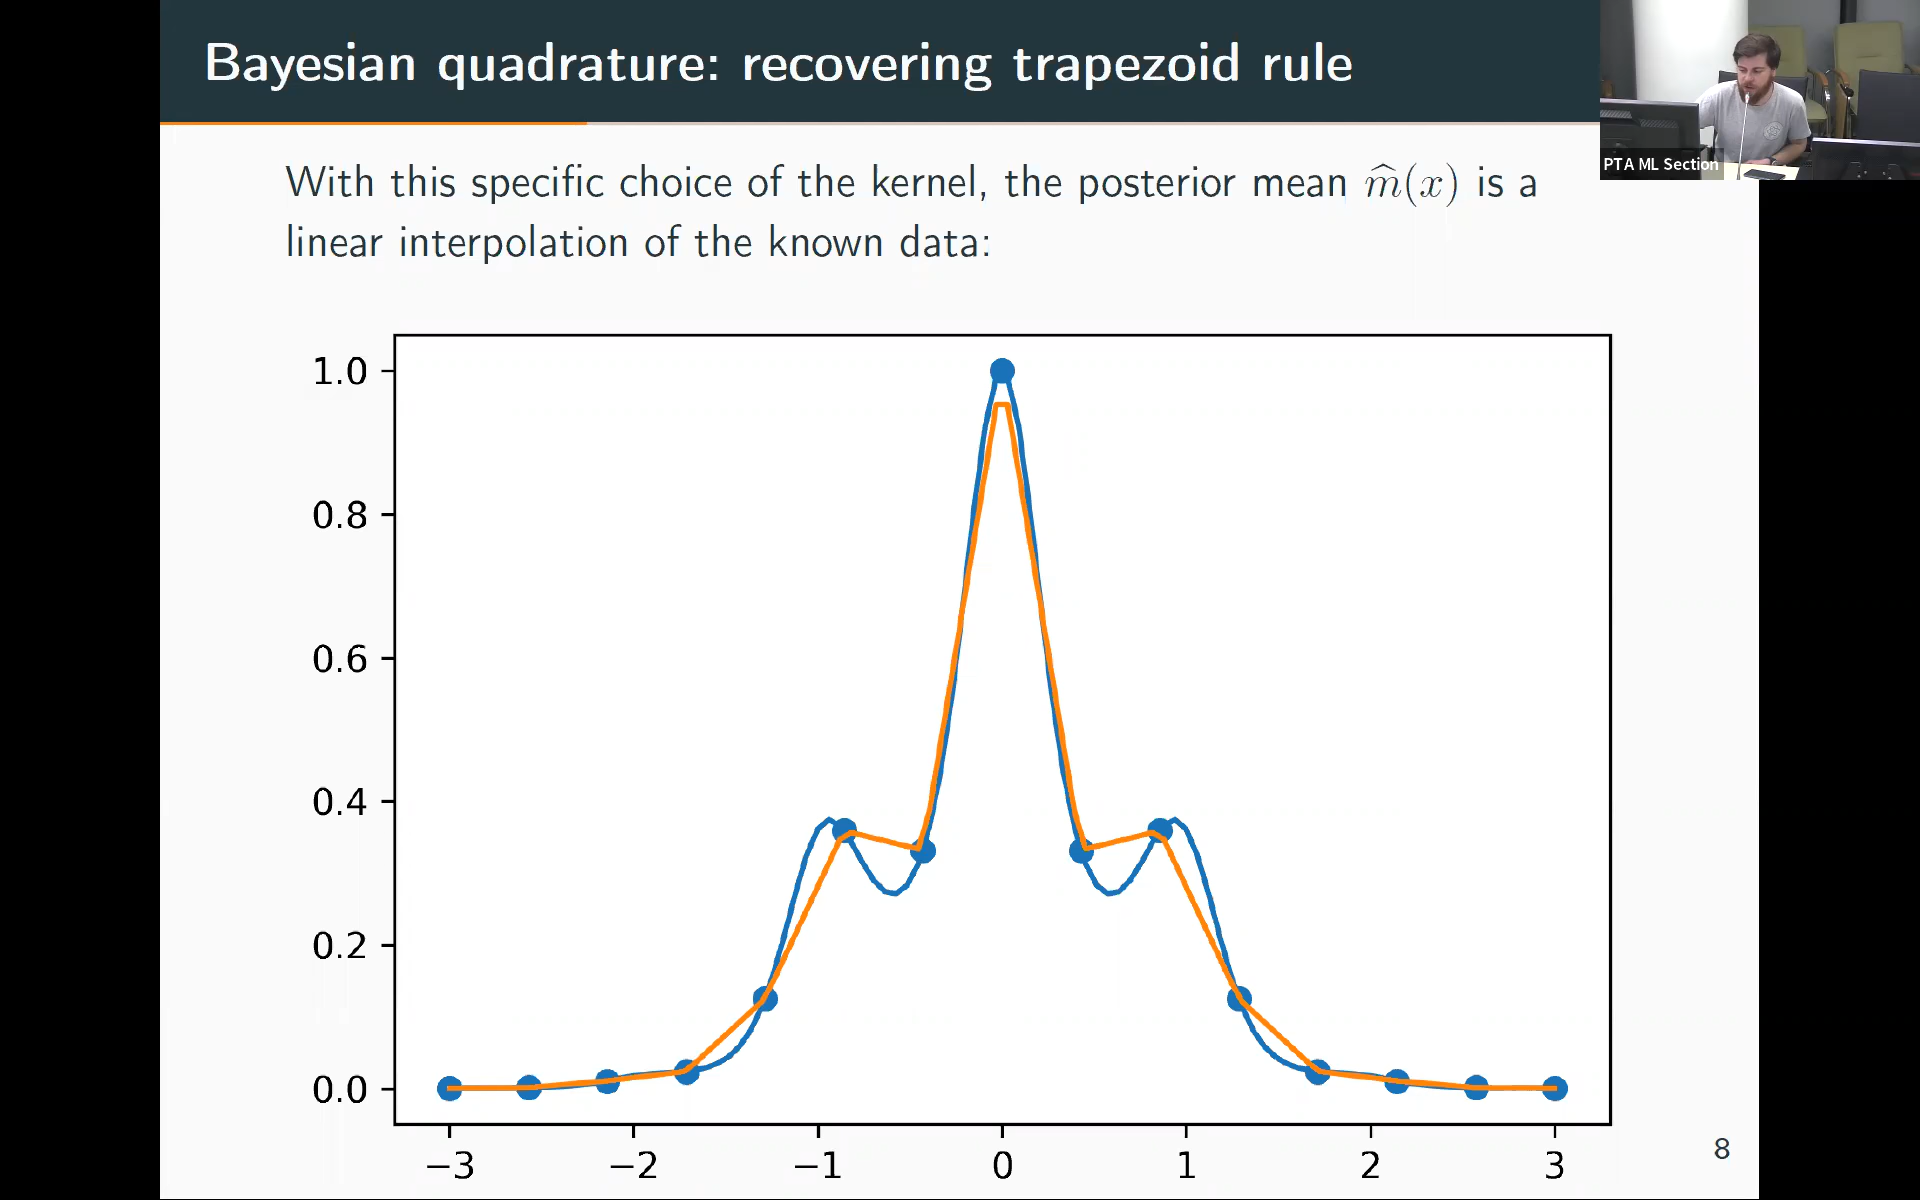 Bayesian quadrature: recovering trapezoid rule
PTA ML Section
With this specific choice of the kernel, the posterior mean m̂(x) is a
linear interpolation of the known data:
1.0
0.8
0.6
0.4
0.2
0.0
−3 −2 −1 0 1 2 3
8